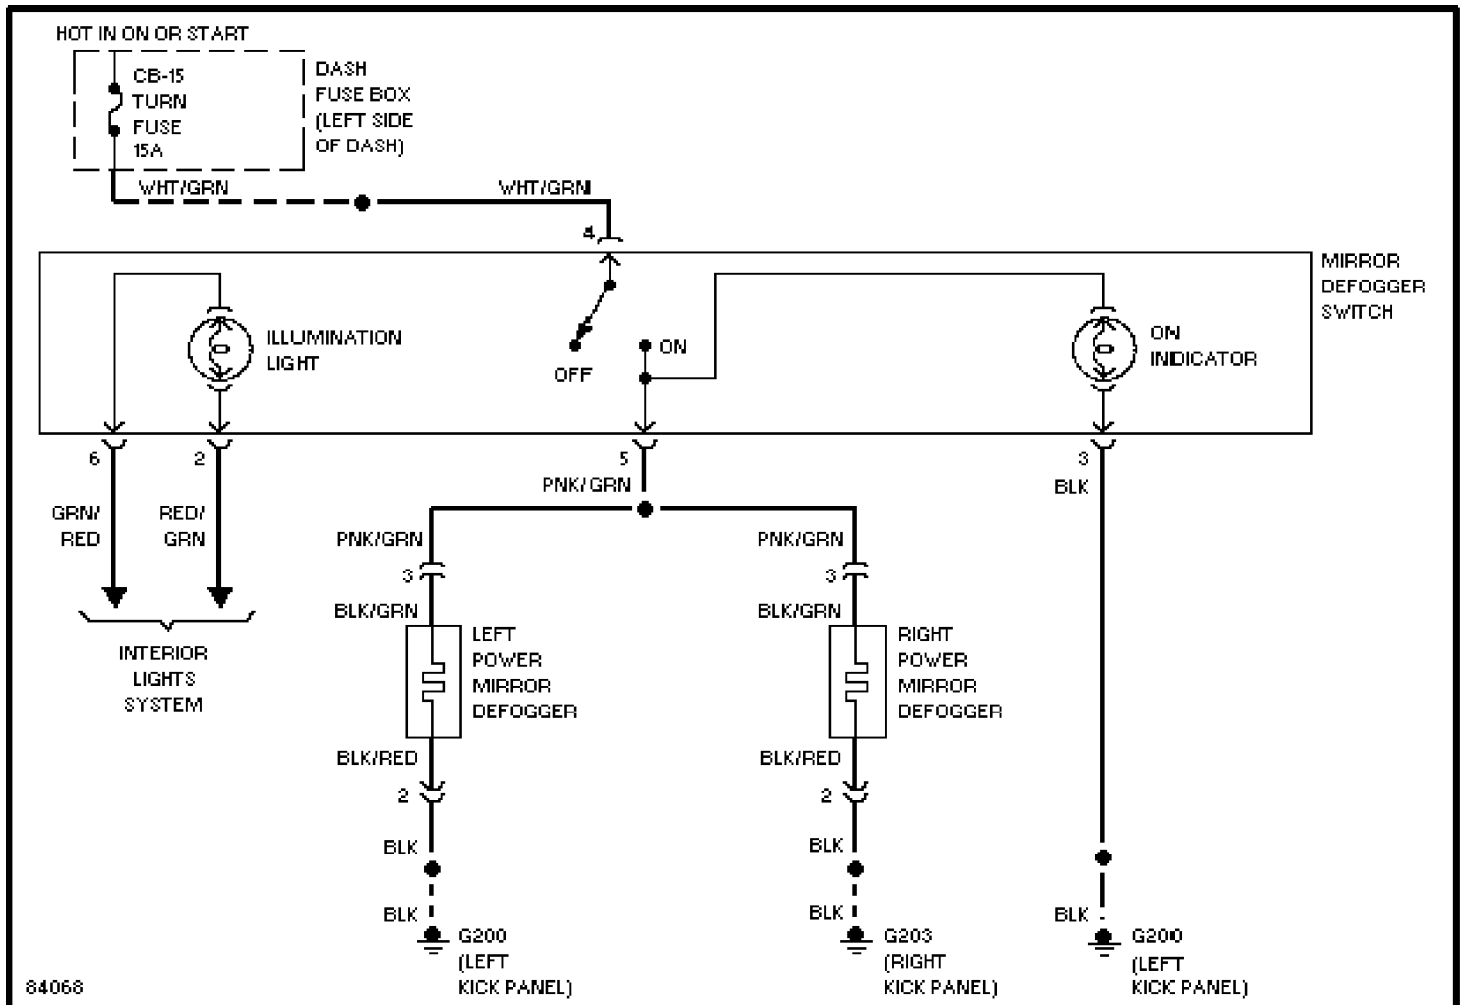 HOT IN ON OR START
CB-15
TURN
FUSE
15A
DASH
FUSE BOX
(LEFT SIDE
OF DASH)
WHT/GRN
WHT/GRN
4
MIRROR
DEFOGGER
SWITCH
ILLUMINATION
LIGHT
OFF
ON
ON
INDICATOR
6
2
5
3
PNK/GRN
BLK
GRN/
RED
RED/
GRN
PNK/GRN
PNK/GRN
3
3
BLK/GRN
BLK/GRN
INTERIOR
LIGHTS
SYSTEM
LEFT
POWER
MIRROR
DEFOGGER
RIGHT
POWER
MIRROR
DEFOGGER
BLK/RED
BLK/RED
2
2
BLK
BLK
BLK
BLK
BLK
G200
(LEFT
KICK PANEL)
G203
(RIGHT
KICK PANEL)
G200
(LEFT
KICK PANEL)
84068